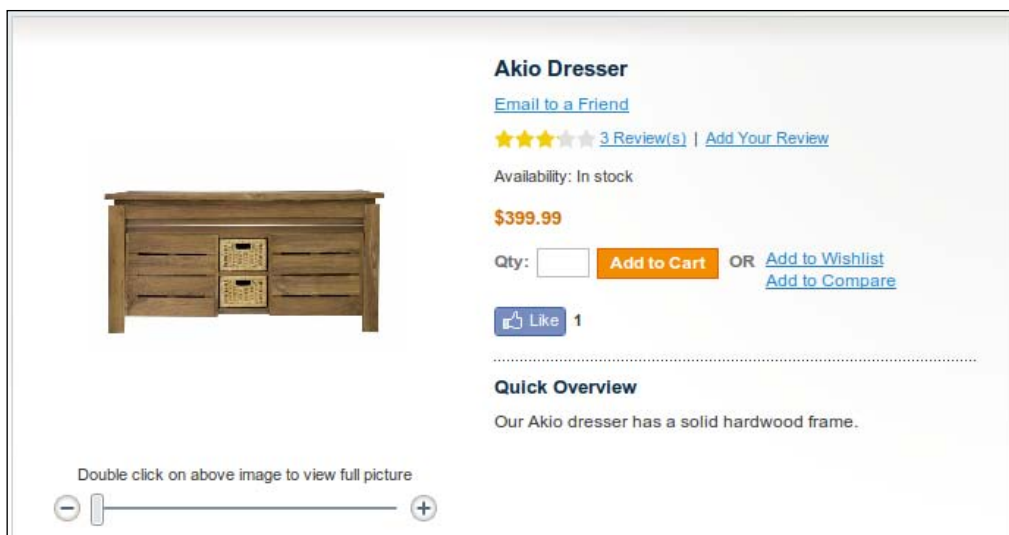 Akio Dresser
Email to a Friend
3 Review(s) | Add Your Review
Availability: In stock
$399.99
Qty: Add to Cart OR Add to Wishlist
Add to Compare
Like 1
Quick Overview
Our Akio dresser has a solid hardwood frame.
Double click on above image to view full picture